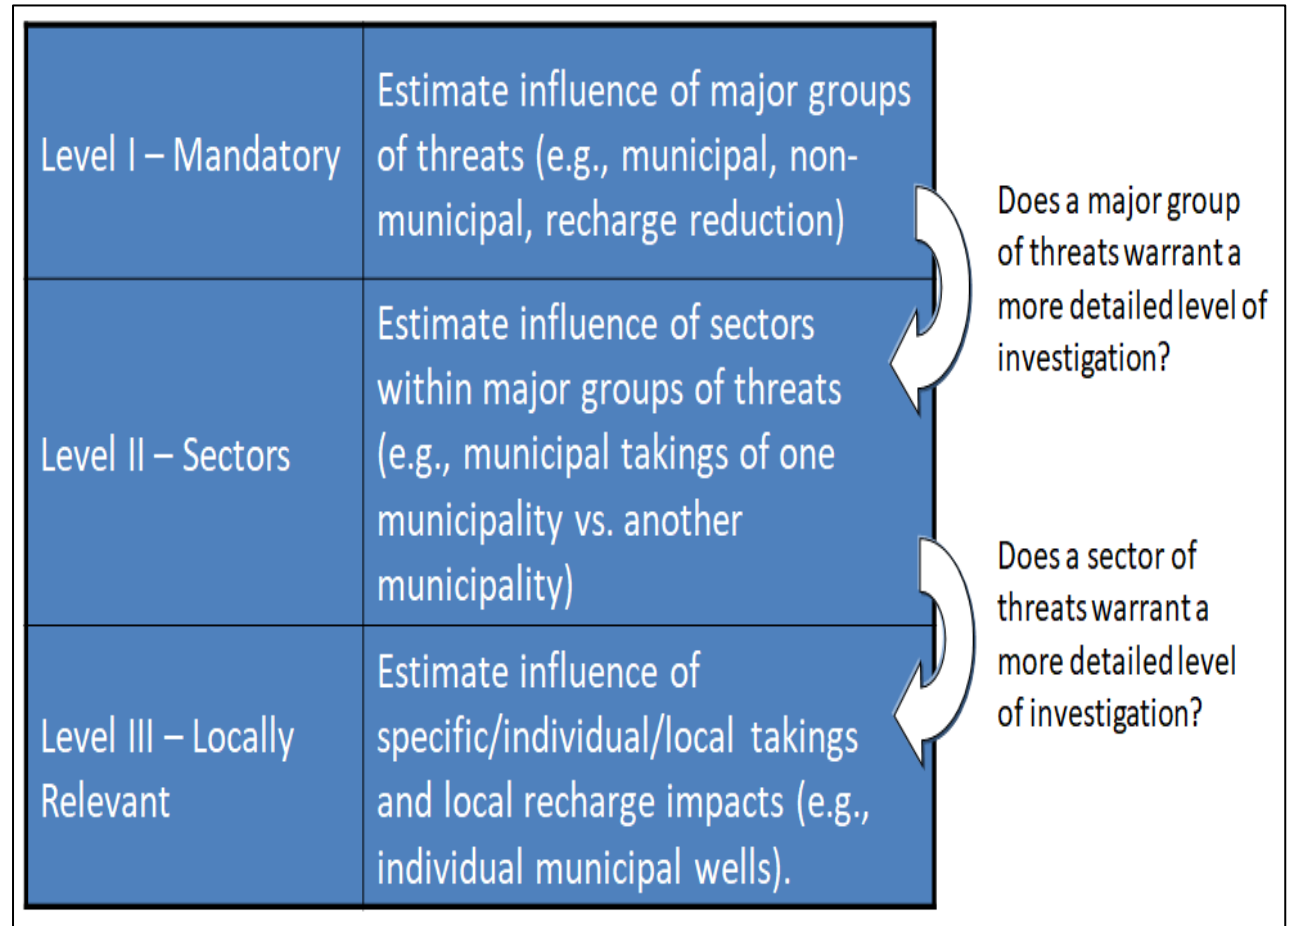 Level I – Mandatory
Estimate influence of major groups
of threats (e.g., municipal, non-
municipal, recharge reduction)
Does a major group
of threats warrant a
more detailed level of
investigation?
Level II – Sectors
Estimate influence of sectors
within major groups of threats
(e.g., municipal takings of one
municipality vs. another
municipality)
Does a sector of
threats warrant a
more detailed level
of investigation?
Level III – Locally
Relevant
Estimate influence of
specific/individual/local takings
and local recharge impacts (e.g.,
individual municipal wells).